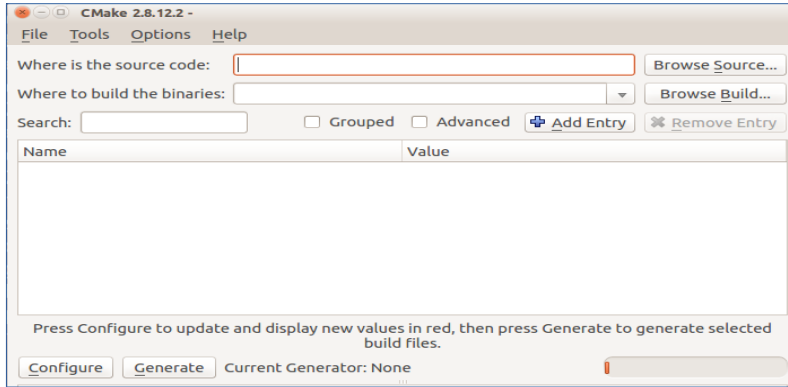 CMake 2.8.12.2 -
File Tools Options Help
Where is the source code: Browse Source...
Where to build the binaries: Browse Build...
Search: Grouped Advanced Add Entry Remove Entry
Name Value
Press Configure to update and display new values in red, then press Generate to generate selected
build files.
Configure Generate Current Generator: None